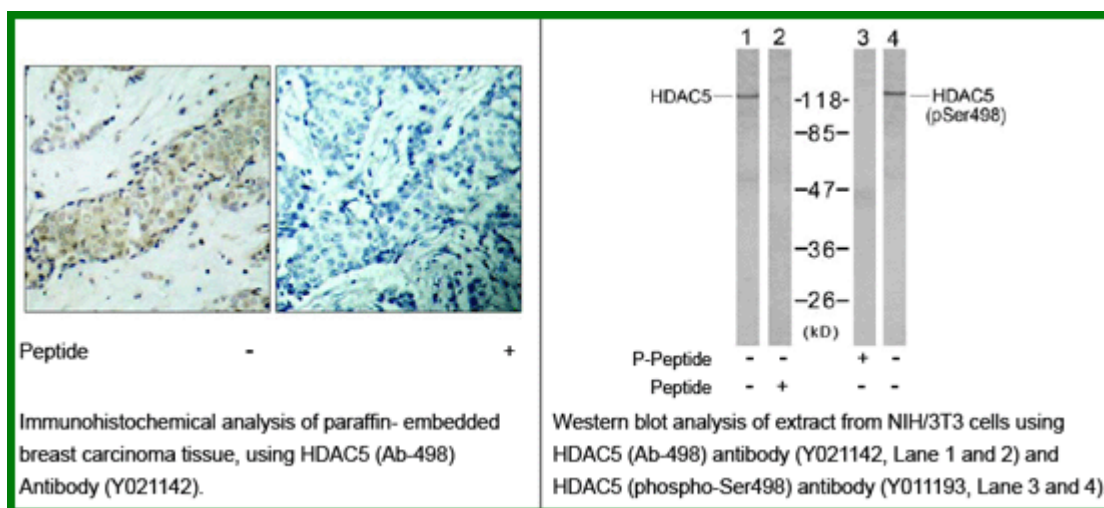 Peptide - +
Immunohistochemical analysis of paraffin- embedded
breast carcinoma tissue, using HDAC5 (Ab-498)
Antibody (Y021142).
1 2 3 4
HDAC5 -118- HDAC5
(pSer498)
-85-
-47-
-36-
-26-
(kD)
P-Peptide - - + -
Peptide - + - -
Western blot analysis of extract from NIH/3T3 cells using
HDAC5 (Ab-498) antibody (Y021142, Lane 1 and 2) and
HDAC5 (phospho-Ser498) antibody (Y011193, Lane 3 and 4)